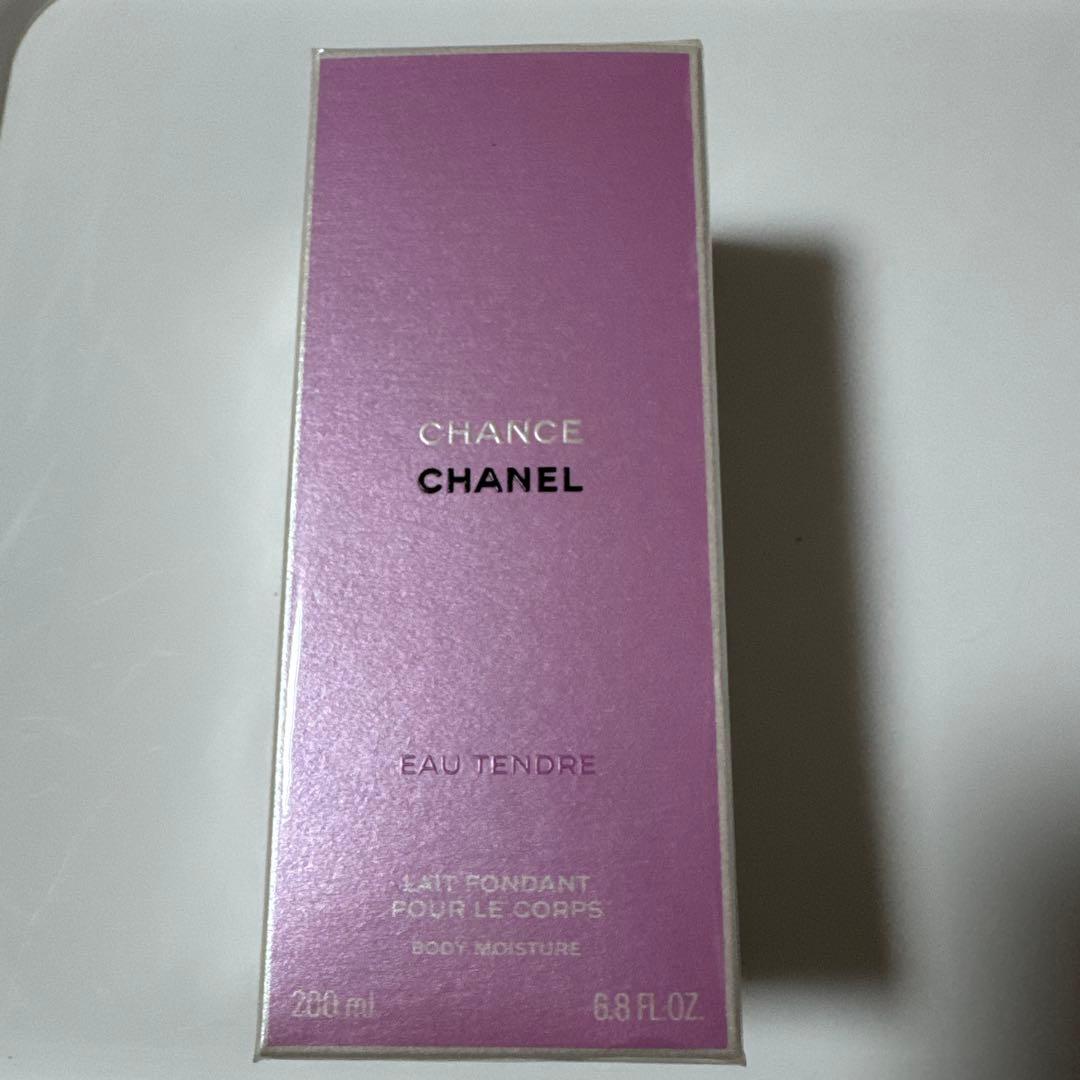 CHANCE
CHANEL
EAU TENDRE
LAIT FONDANT
POUR LE CORPS
BODY MOISTURE
200 ml 6.8 FL.OZ.